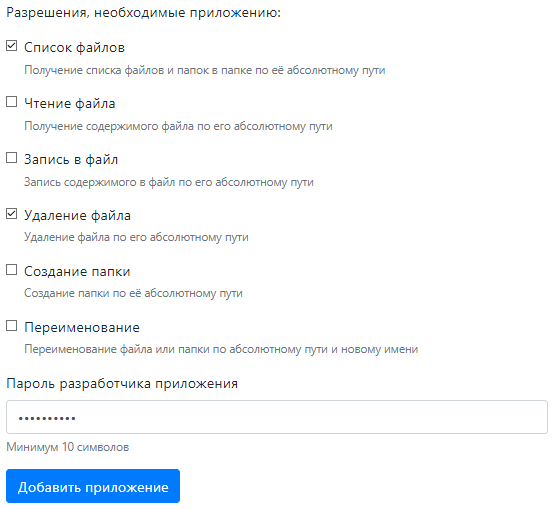 Разрешения, необходимые приложению:
Список файлов
Получение списка файлов и папок в папке по её абсолютному пути
Чтение файла
Получение содержимого файла по его абсолютному пути
Запись в файл
Запись содержимого в файл по его абсолютному пути
Удаление файла
Удаление файла по его абсолютному пути
Создание папки
Создание папки по её абсолютному пути
Переименование
Переименование файла или папки по абсолютному пути и новому имени
Пароль разработчика приложения
••••••••••
Минимум 10 символов
Добавить приложение